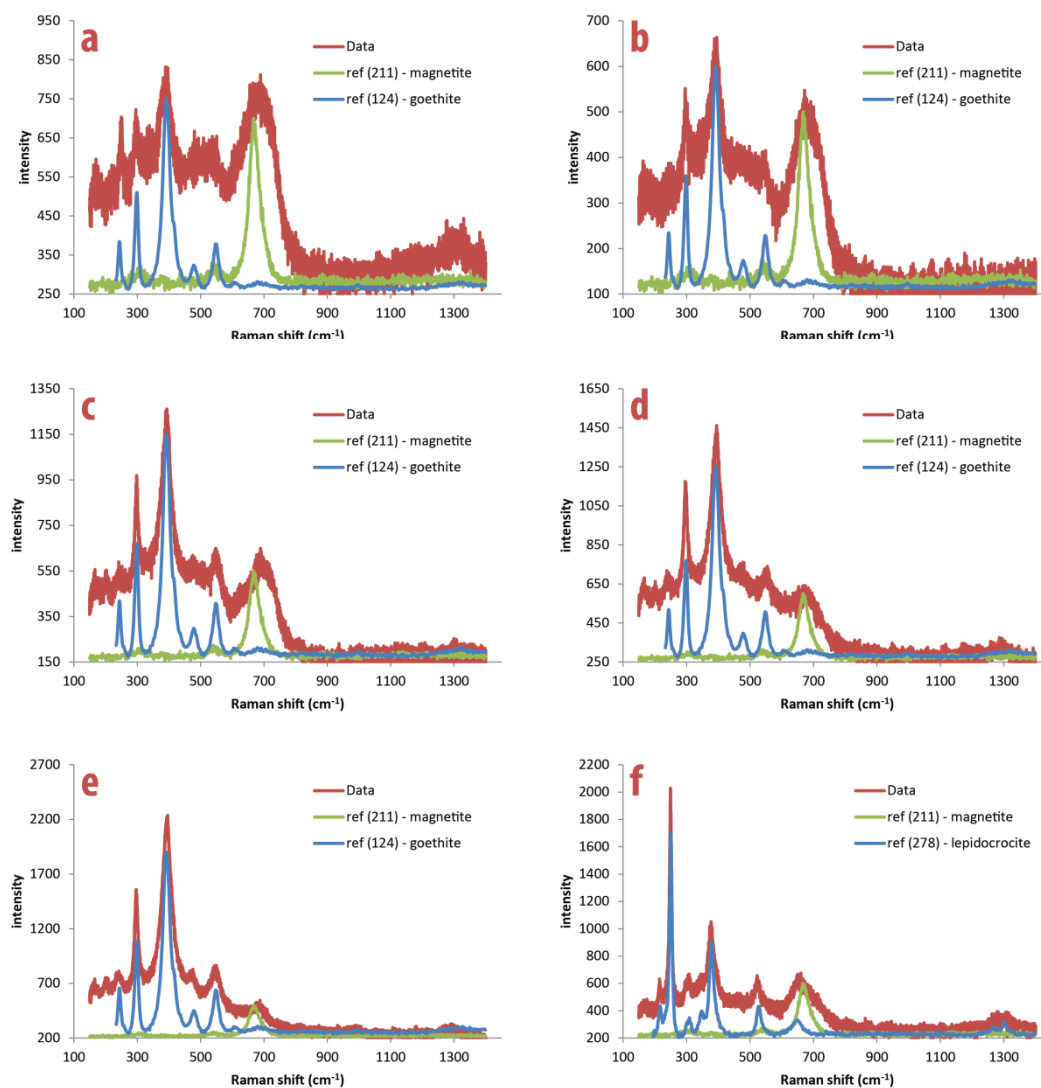 a
950
850
750
650
550
450
350
250
intensity
Data
ref (211) - magnetite
ref (124) - goethite
100 300 500 700 900 1100 1300
Raman shift (cm-1)
b
700
600
500
400
300
200
100
intensity
Data
ref (211) - magnetite
ref (124) - goethite
100 300 500 700 900 1100 1300
Raman shift (cm-1)
c
1350
1150
950
750
550
350
150
intensity
Data
ref (211) - magnetite
ref (124) - goethite
100 300 500 700 900 1100 1300
Raman shift (cm-1)
d
1650
1450
1250
1050
850
650
450
250
intensity
Data
ref (211) - magnetite
ref (124) - goethite
100 300 500 700 900 1100 1300
Raman shift (cm-1)
e
2700
2200
1700
1200
700
200
intensity
Data
ref (211) - magnetite
ref (124) - goethite
100 300 500 700 900 1100 1300
Raman shift (cm-1)
f
2200
2000
1800
1600
1400
1200
1000
800
600
400
200
intensity
Data
ref (211) - magnetite
ref (278) - lepidocrocite
100 300 500 700 900 1100 1300
Raman shift (cm-1)